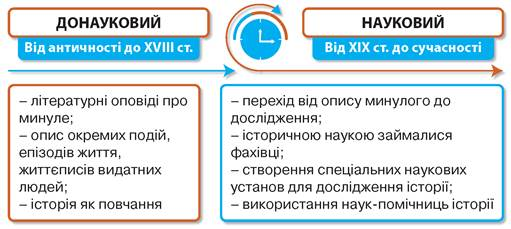 ДОНАУКОВИЙ
Від античності до XVIII ст.
НАУКОВИЙ
Від XIX ст. до сучасності
– літературні оповіді про
минуле;
– опис окремих подій,
епізодів життя,
життєписів видатних
людей;
– історія як повчання
– перехід від опису минулого до
дослідження;
– історичною наукою займалися
фахівці;
– створення спеціальних наукових
установ для дослідження історії;
– використання наук-помічниць історії